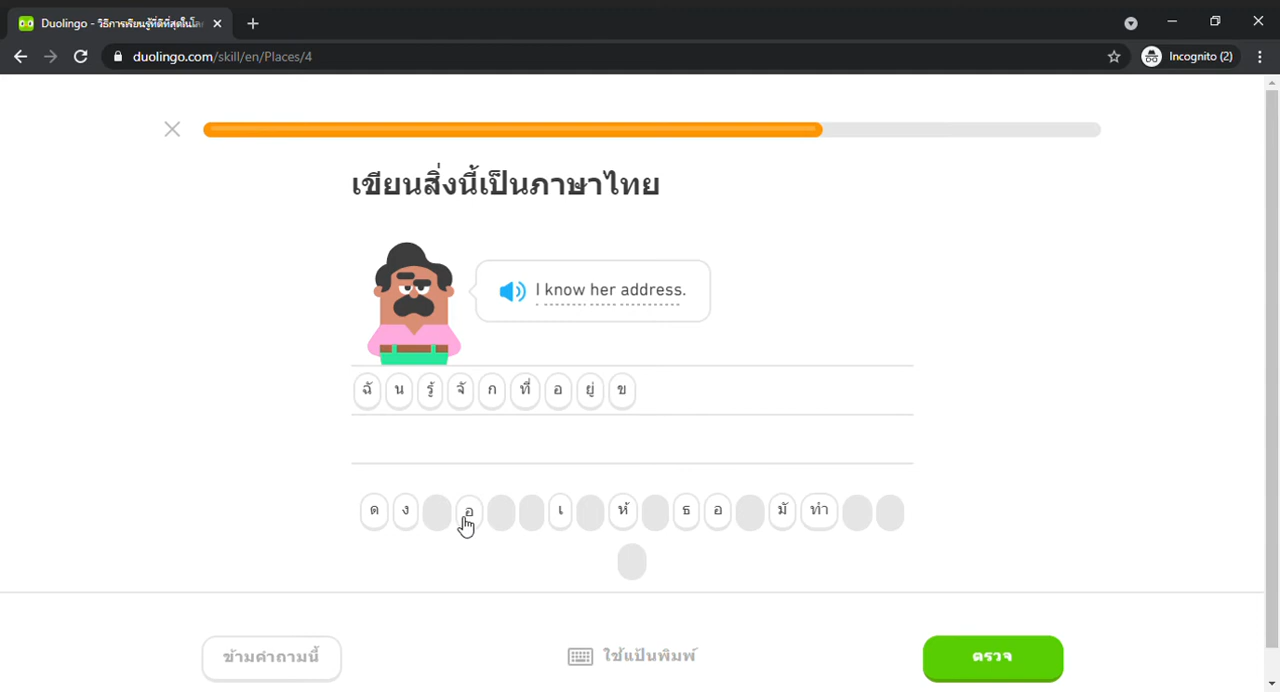 Duolingo - วิธีการเรียนรู้ที่ดีที่สุดในโล
duolingo.com/skill/en/Places/4
Incognito (2)
เขียนสิ่งนี้เป็นภาษาไทย
I know her address.
ฉั น รู้ จั ก ที่ อ ยู่ ข
ด ง อ เ ห้ ธ อ มั ทำ
ข้ามคำถามนี้
ใช้แป้นพิมพ์
ตรวจ